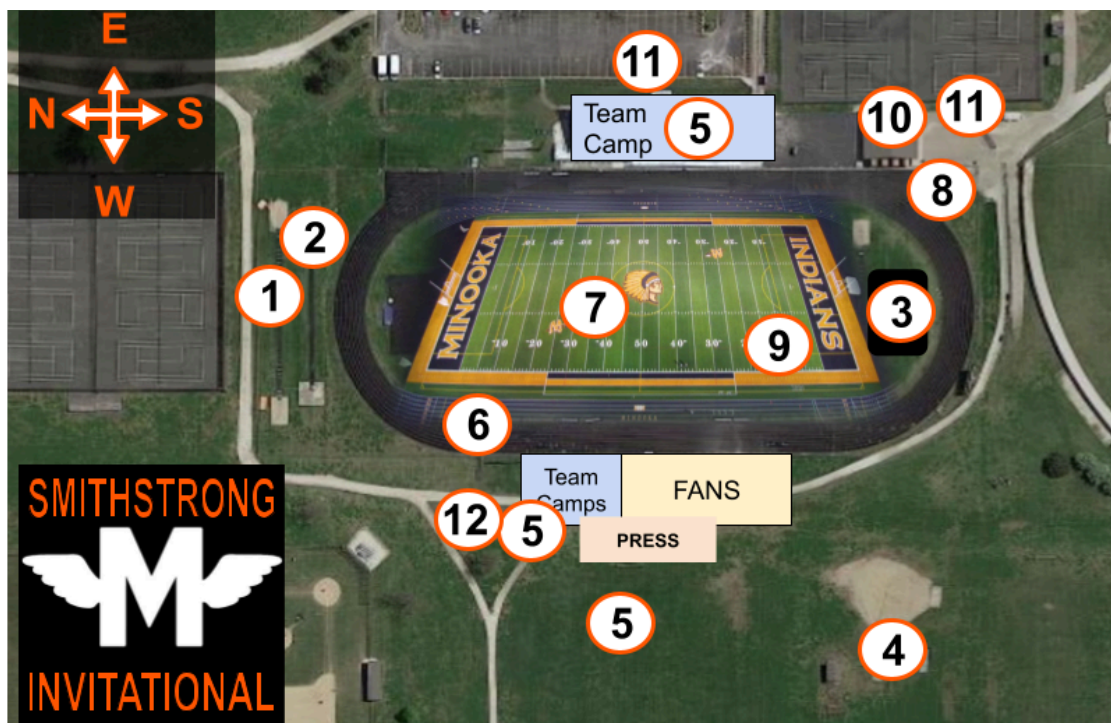 E
N S
W
11
Team
Camp
5
10
11
8
2
1
MINOOKA
INDIANS
7
3
9
6
SMITHSTRONG
M
INVITATIONAL
Team
Camps
FANS
12
5
PRESS
5
4